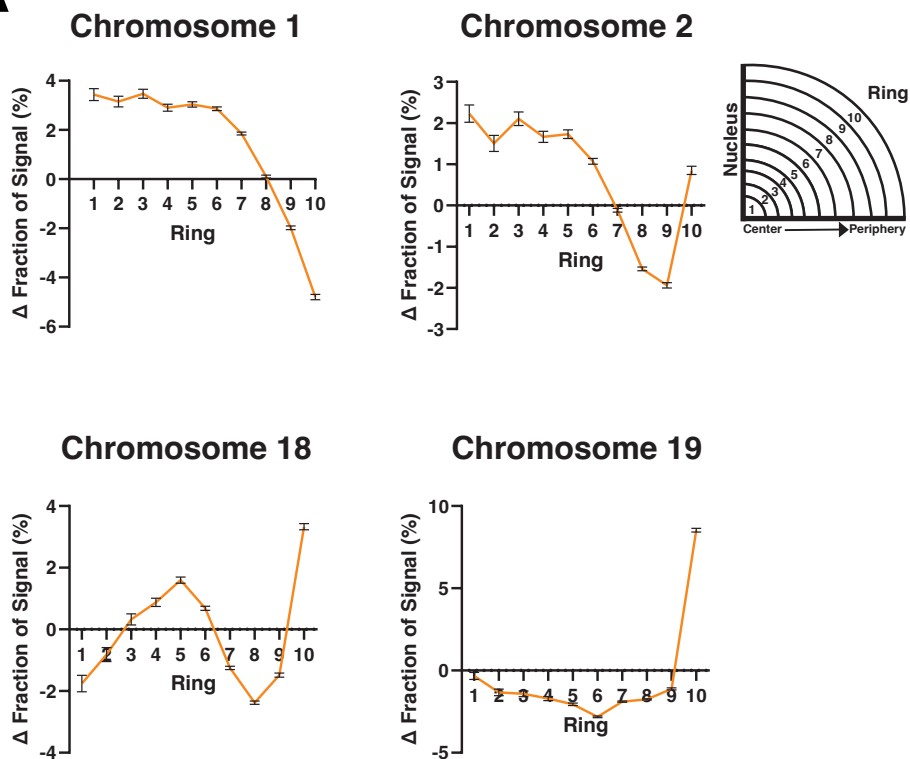 Chromosome 1
Δ Fraction of Signal (%)
4
2
0
-2
-4
-6
1 2 3 4 5 6 7 8 9 10
Ring
Chromosome 2
Δ Fraction of Signal (%)
3
2
1
0
-1
-2
-3
1 2 3 4 5 6 7 8 9 10
Ring
Nucleus
Ring
1 2 3 4 5 6 7 8 9 10
Center Periphery
Chromosome 18
Δ Fraction of Signal (%)
4
2
0
-2
-4
1 2 3 4 5 6 7 8 9 10
Ring
Chromosome 19
Δ Fraction of Signal (%)
10
5
0
-5
1 2 3 4 5 6 7 8 9 10
Ring